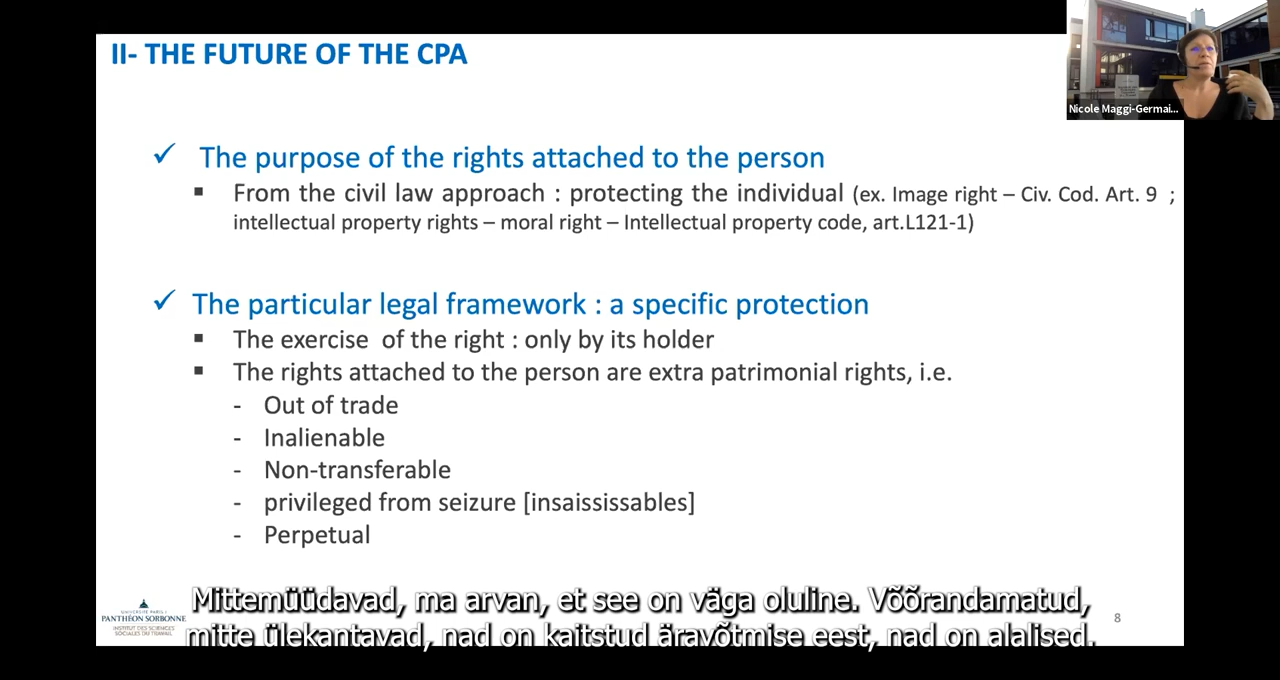 II- THE FUTURE OF THE CPA
Nicole Maggi-Germai...
✓ The purpose of the rights attached to the person
▪ From the civil law approach : protecting the individual (ex. Image right – Civ. Cod. Art. 9 ;
intellectual property rights – moral right – Intellectual property code, art.L121-1)
✓ The particular legal framework : a specific protection
▪ The exercise of the right : only by its holder
▪ The rights attached to the person are extra patrimonial rights, i.e.
- Out of trade
- Inalienable
- Non-transferable
- privileged from seizure [insaississables]
- Perpetual
UNIVERSITÉ PARIS 1
PANTHÉON SORBONNE
INSTITUT DES SCIENCES
SOCIALES DU TRAVAIL
8
Mittemüüdavad, ma arvan, et see on väga oluline. Võõrandamatud,
mitte ülekantavad, nad on kaitstud äravõtmise eest, nad on alalised.